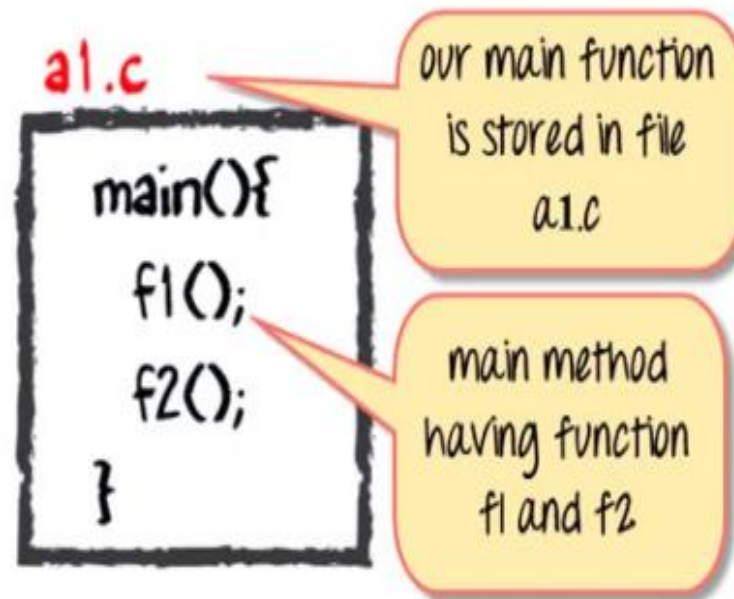 a1.c
main(){
f1();
f2();
}
our main function
is stored in file
a1.c
main method
having function
f1 and f2